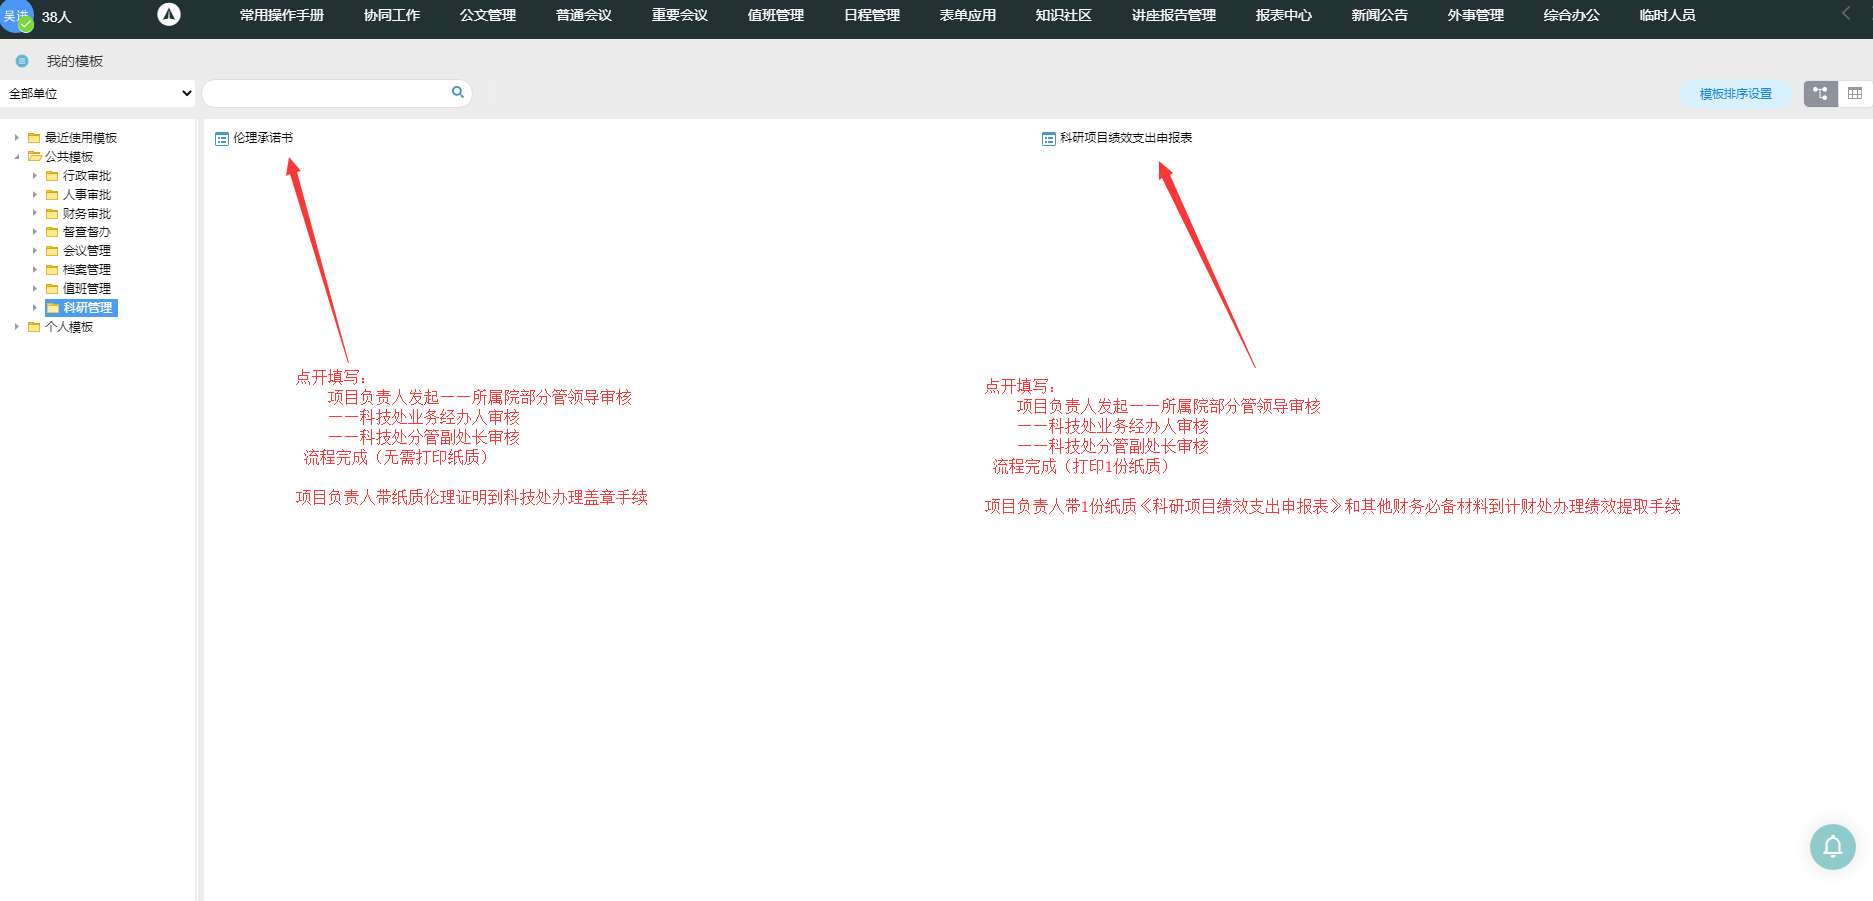 吴进 38人 常用操作手册 协同工作 公文管理 普通会议 重要会议 值班管理 日程管理 表单应用 知识社区 讲座报告管理 报表中心 新闻公告 外事管理 综合办公 临时人员
我的模板
全部单位 模板排序设置
最近使用模板
公共模板
行政审批
人事审批
财务审批
督查督办
会议管理
档案管理
值班管理
科研管理
个人模板
伦理承诺书
点开填写：
项目负责人发起——所属院部分管领导审核
——科技处业务经办人审核
——科技处分管副处长审核
流程完成（无需打印纸质）
项目负责人带纸质伦理证明到科技处办理盖章手续
科研项目绩效支出申报表
点开填写：
项目负责人发起——所属院部分管领导审核
——科技处业务经办人审核
——科技处分管副处长审核
流程完成（打印1份纸质）
项目负责人带1份纸质《科研项目绩效支出申报表》和其他财务必备材料到计财处办理绩效提取手续